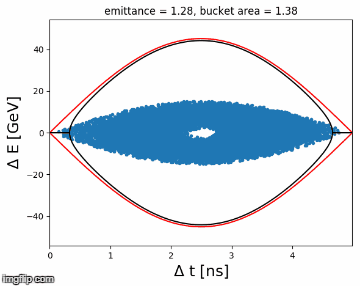 emittance = 1.28, bucket area = 1.38
Δ E [GeV]
40
20
0
−20
−40
0
1
2
3
4
Δ t [ns]
imgflip.com